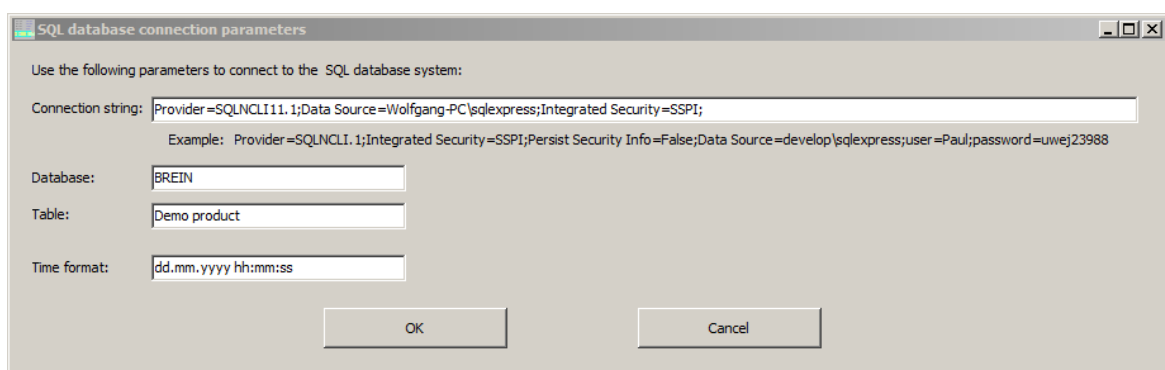 SQL database connection parameters
Use the following parameters to connect to the SQL database system:
Connection string: Provider=SQLNCLI11.1;Data Source=Wolfgang-PC\sqlexpress;Integrated Security=SSPI;
Example: Provider=SQLNCLI.1;Integrated Security=SSPI;Persist Security Info=False;Data Source=develop\sqlexpress;user=Paul;password=uwej23988
Database: BREIN
Table: Demo product
Time format: dd.mm.yyyy hh:mm:ss
OK Cancel